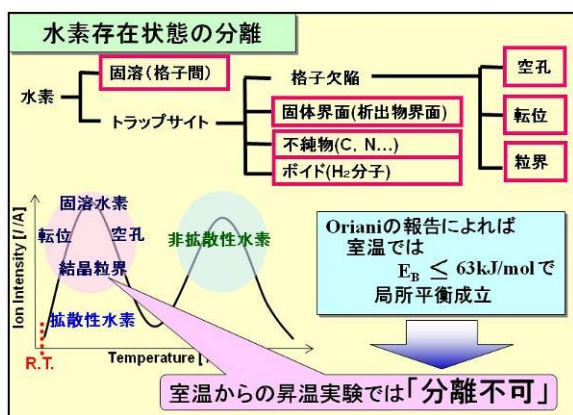 水素存在状態の分離
水素
固溶(格子間)
トラップサイト
格子欠陥
固体界面(析出物界面)
不純物(C, N...)
ボイド(H₂分子)
空孔
転位
粒界
Ion Intensity [I/A]
固溶水素
転位
空孔
結晶粒界
拡散性水素
非拡散性水素
R.T.
Temperature
Orianiの報告によれば
室温では
E_B ≤ 63kJ/molで
局所平衡成立
室温からの昇温実験では「分離不可」